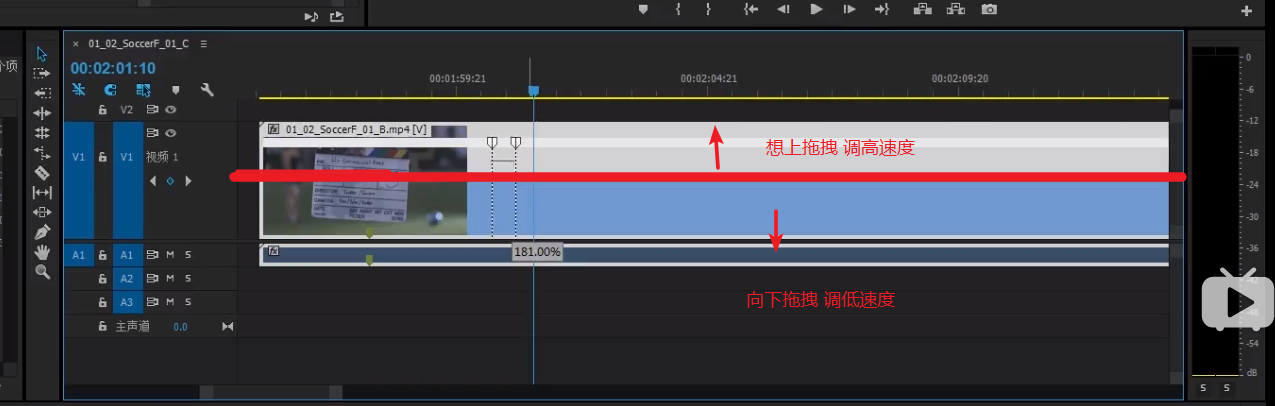 × 01_02_SoccerF_01_C ≡
个项
00:02:01:10
00:01:59:21 00:02:04:21 00:02:09:20
V2
fx 01_02_SoccerF_01_B.mp4 [V]
V1 V1 视频 1
想上拖拽 调高速度
181.00%
A1 A1 M S fx
A2 M S
A3 M S
向下拖拽 调低速度
主声道 0.0
0
-6
-12
-18
-24
-30
-36
-42
-48
-54
dB
S S